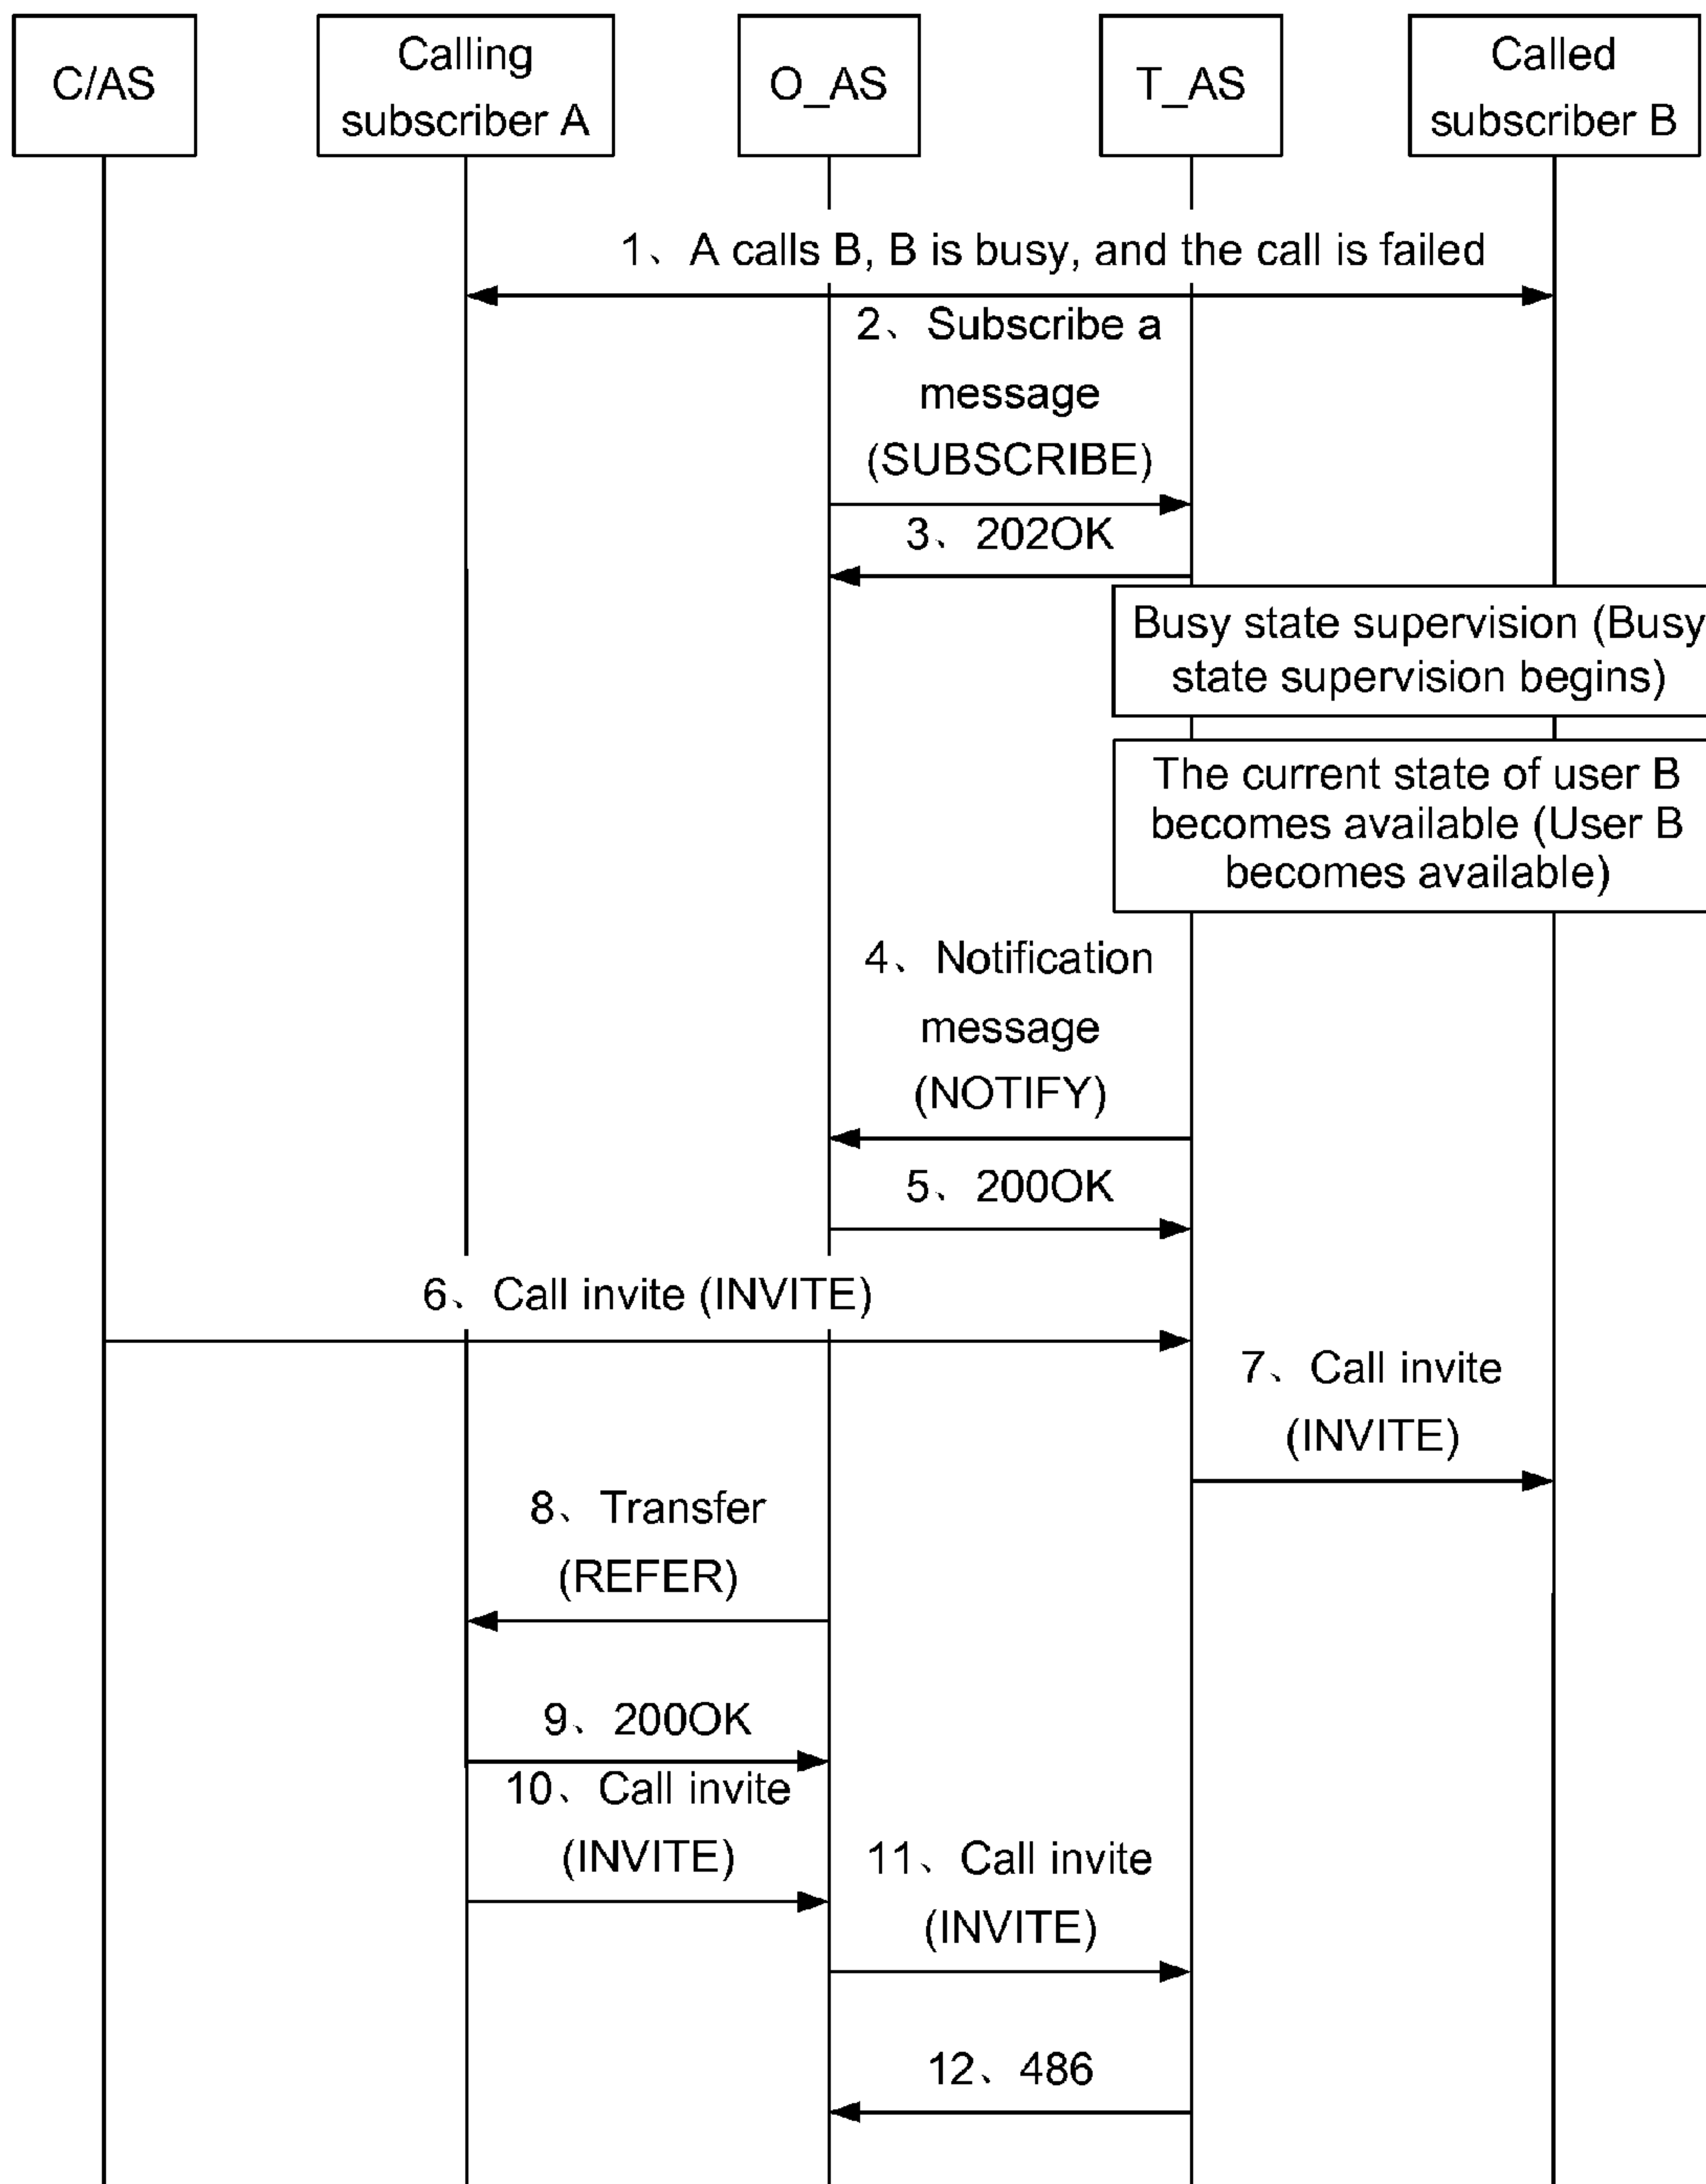 C/AS
Calling
subscriber A
O_AS
T_AS
Called
subscriber B
1、A calls B, B is busy, and the call is failed
2、Subscribe a
message
(SUBSCRIBE)
3、202OK
Busy state supervision (Busy
state supervision begins)
The current state of user B
becomes available (User B
becomes available)
4、Notification
message
(NOTIFY)
5、200OK
6、Call invite (INVITE)
7、Call invite
(INVITE)
8、Transfer
(REFER)
9、200OK
10、Call invite
(INVITE)
11、Call invite
(INVITE)
12、486